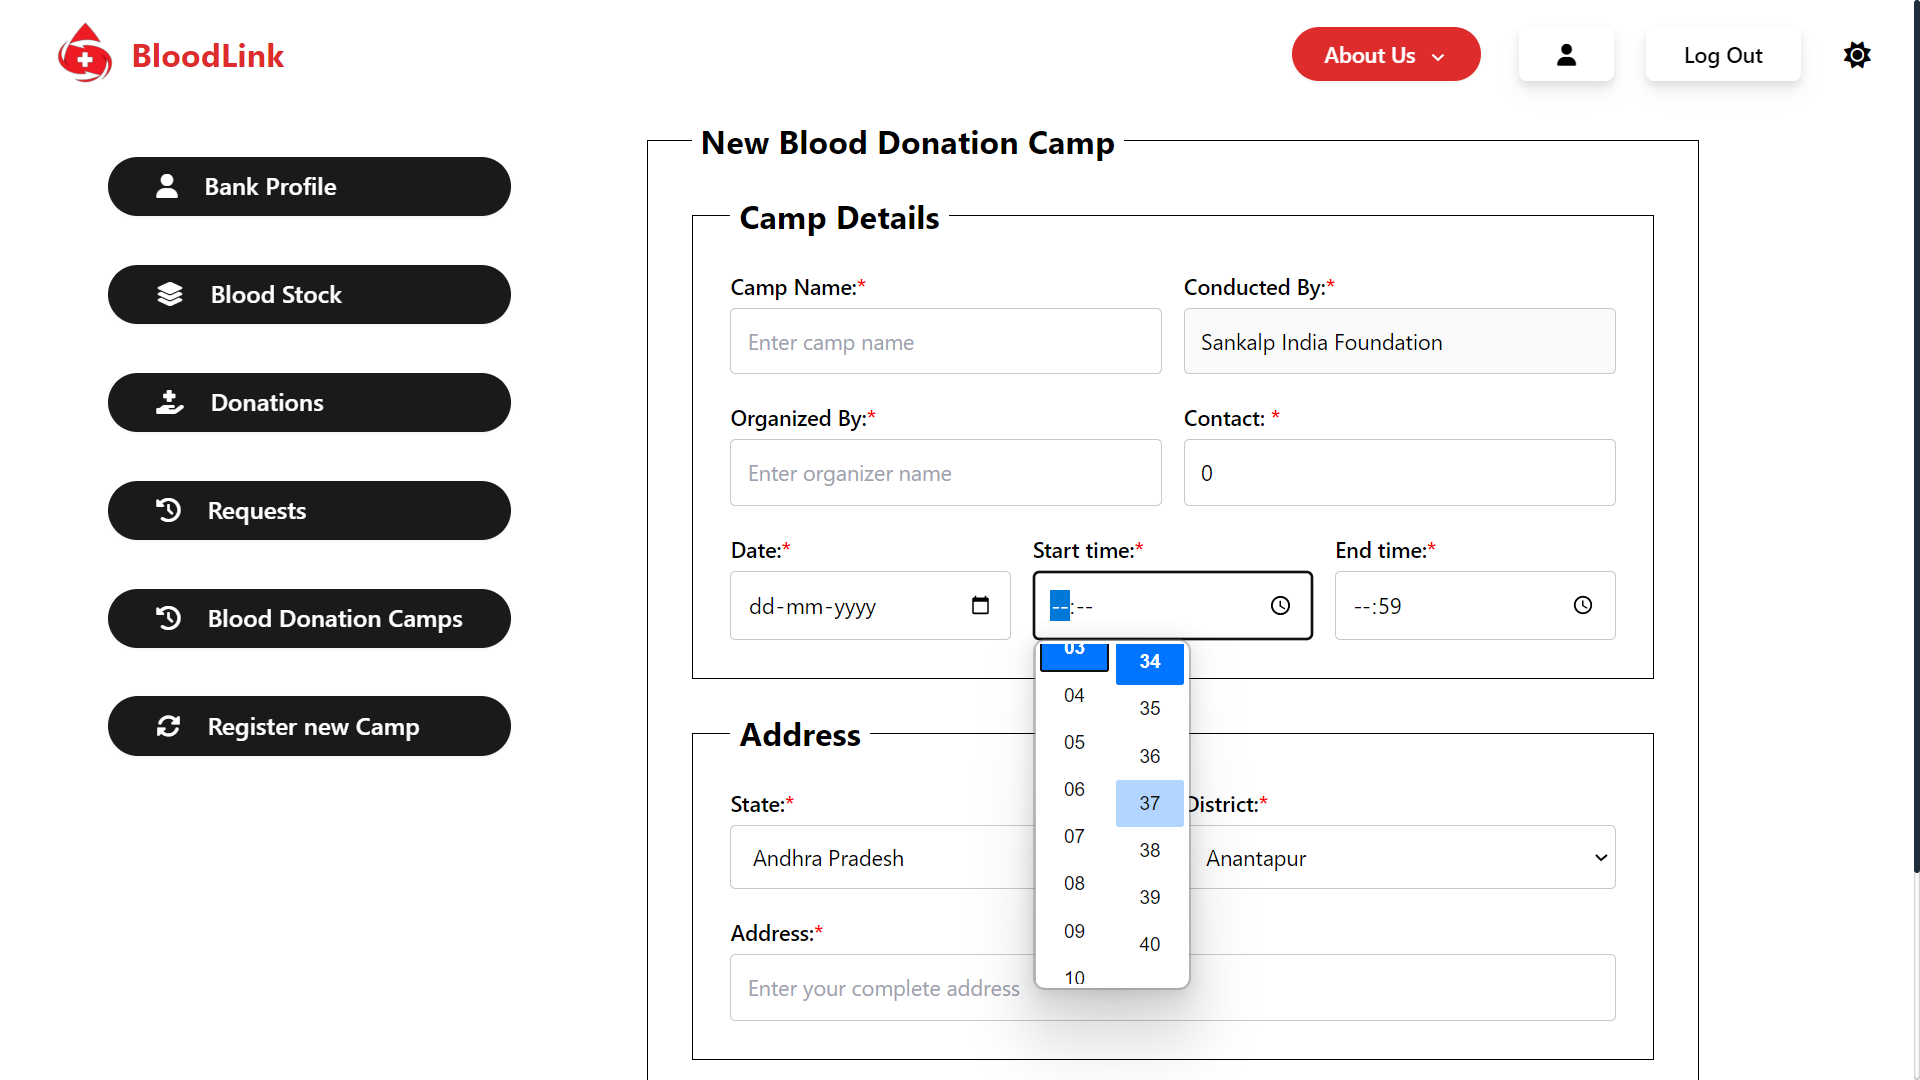 BloodLink
About Us
Log Out
Bank Profile
Blood Stock
Donations
Requests
Blood Donation Camps
Register new Camp
New Blood Donation Camp
Camp Details
Camp Name:*
Conducted By:*
Enter camp name
Sankalp India Foundation
Organized By:*
Contact: *
Enter organizer name
0
Date:*
Start time:*
End time:*
dd-mm-yyyy
--:--
--:59
03
34
04
35
05
36
06
37
07
38
08
39
09
40
10
Address
State:*
District:*
Andhra Pradesh
Anantapur
Address:*
Enter your complete address